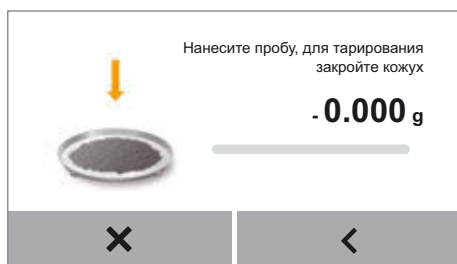 Нанесите пробу, для тарирования
закройте кожух
- 0.000 g